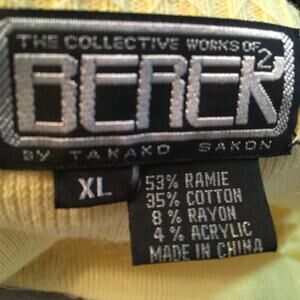 THE COLLECTIVE WORKS OF
BEREK 2
BY TAKAKO SAKON
XL
53% RAMIE
35% COTTON
8% RAYON
4% ACRYLIC
MADE IN CHINA